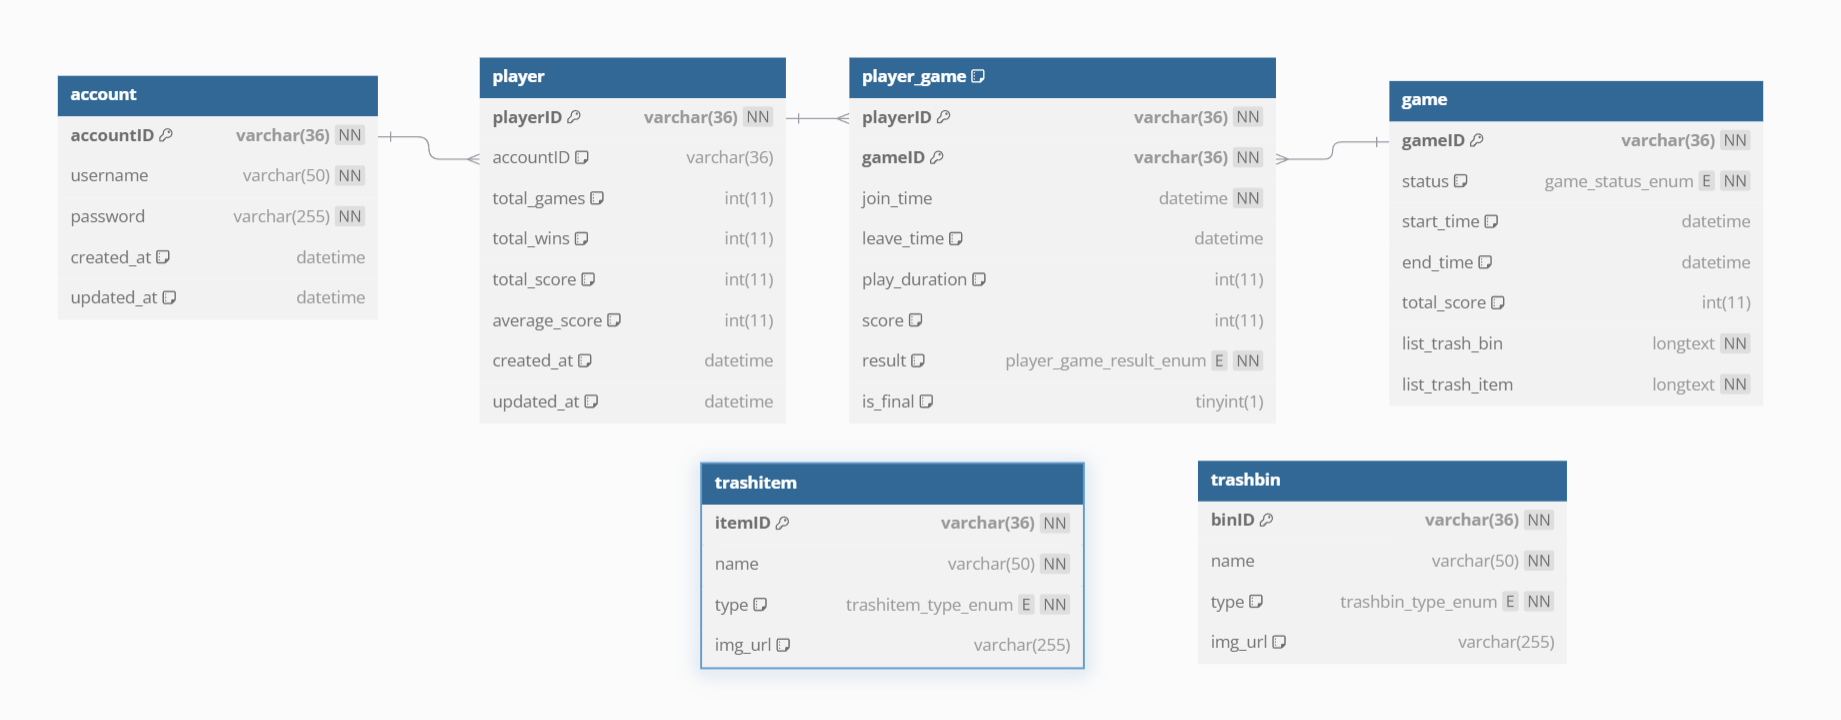 account
accountID varchar(36) NN
username varchar(50) NN
password varchar(255) NN
created_at datetime
updated_at datetime
player
playerID varchar(36) NN
accountID varchar(36)
total_games int(11)
total_wins int(11)
total_score int(11)
average_score int(11)
created_at datetime
updated_at datetime
player_game
playerID varchar(36) NN
gameID varchar(36) NN
join_time datetime NN
leave_time datetime
play_duration int(11)
score int(11)
result player_game_result_enum E NN
is_final tinyint(1)
game
gameID varchar(36) NN
status game_status_enum E NN
start_time datetime
end_time datetime
total_score int(11)
list_trash_bin longtext NN
list_trash_item longtext NN
trashitem
itemID varchar(36) NN
name varchar(50) NN
type trashitem_type_enum E NN
img_url varchar(255)
trashbin
binID varchar(36) NN
name varchar(50) NN
type trashbin_type_enum E NN
img_url varchar(255)